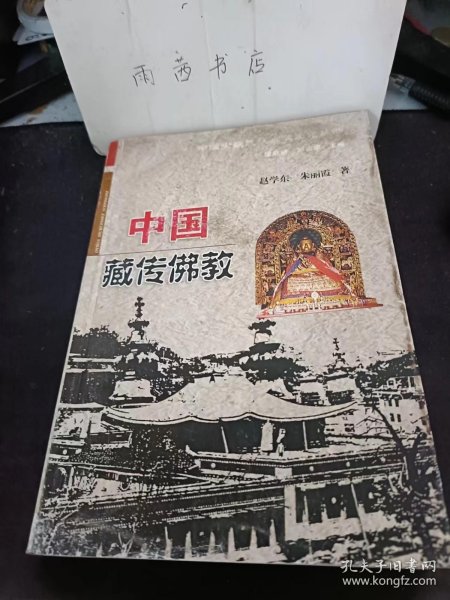 雨茜书店
赵学东 朱丽霞 著
中国
藏传佛教
孔夫子旧书网
www.kongfz.com